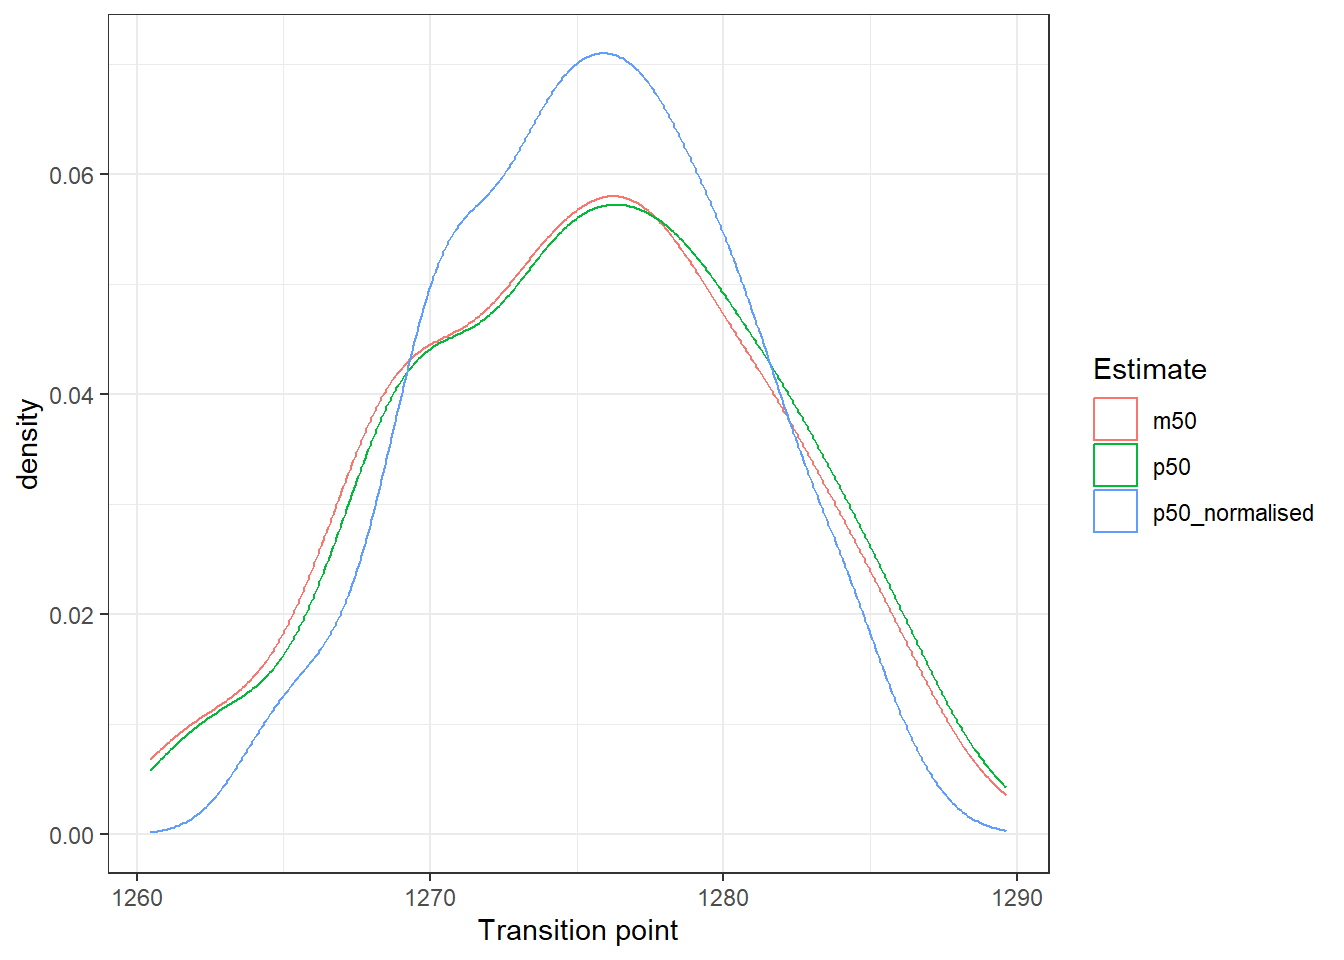 density
0.06
0.04
0.02
0.00
1260
1270
1280
1290
Transition point
Estimate
m50
p50
p50_normalised